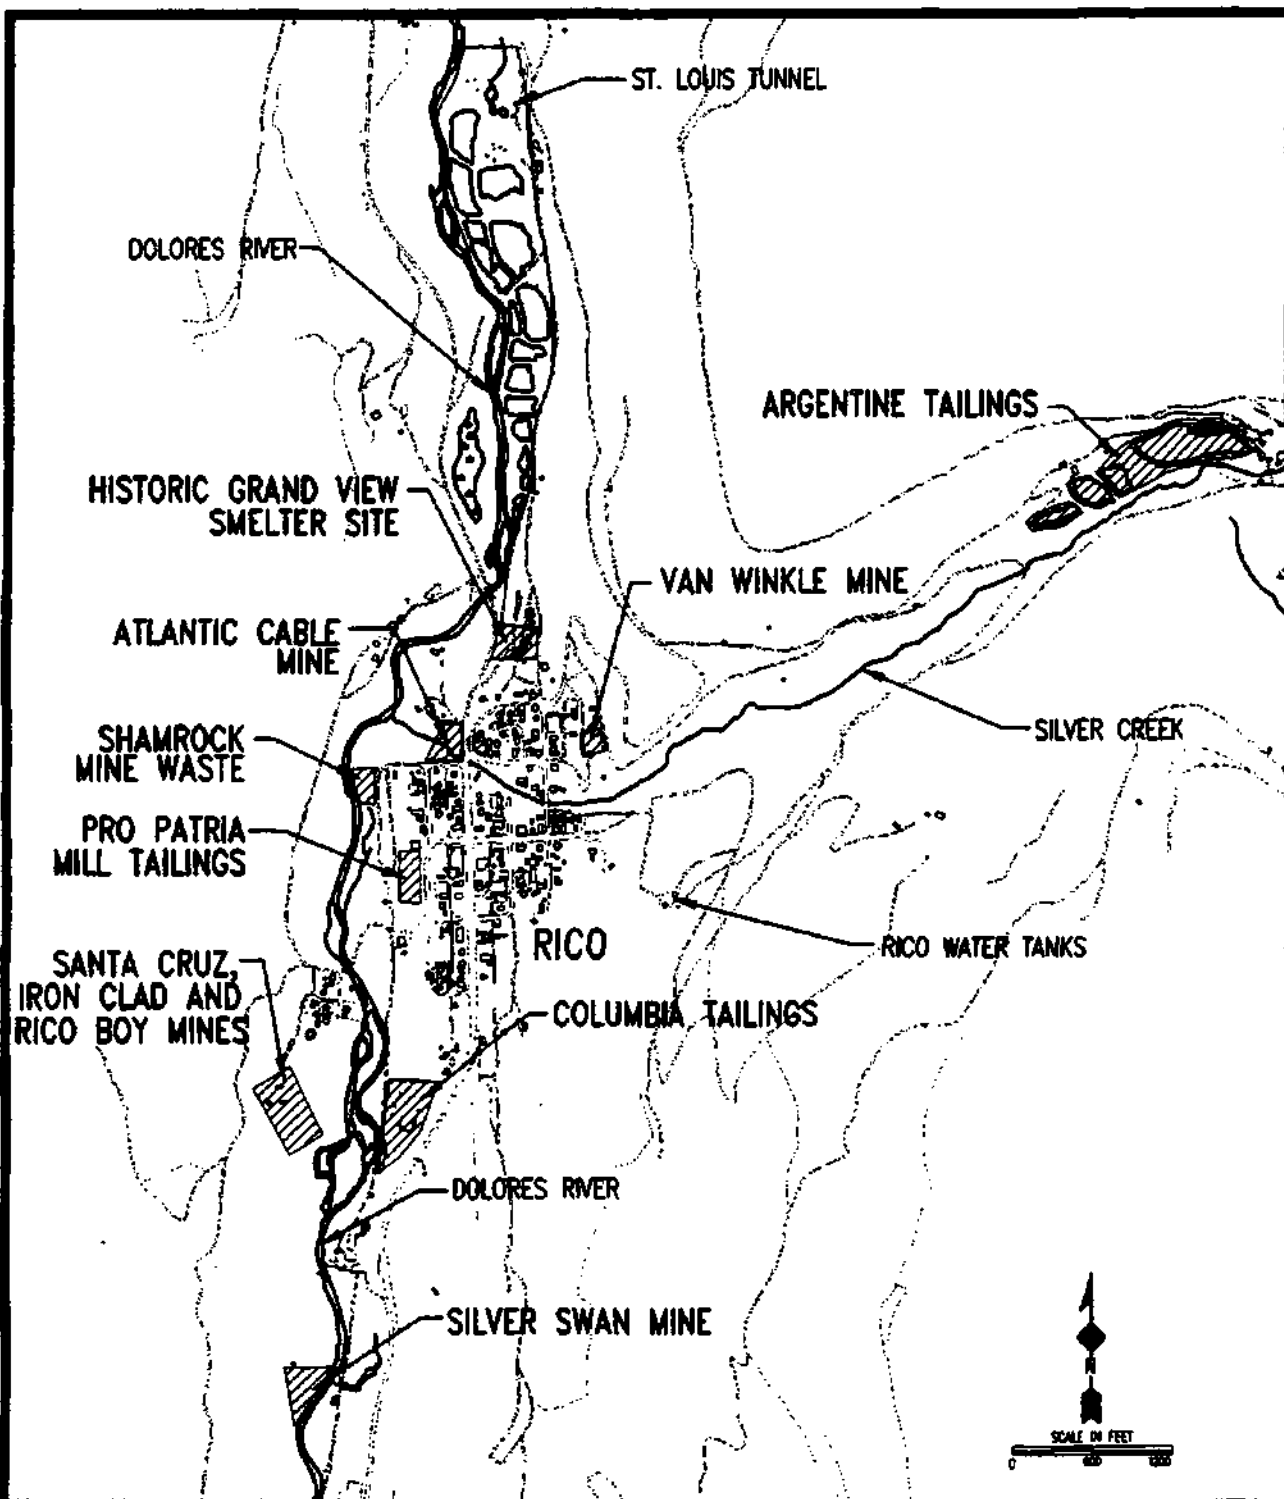 ST. LOUIS TUNNEL
DOLORES RIVER
ARGENTINE TAILINGS
HISTORIC GRAND VIEW
SMELTER SITE
VAN WINKLE MINE
ATLANTIC CABLE
MINE
SILVER CREEK
SHAMROCK
MINE WASTE
PRO PATRIA
MILL TAILINGS
RICO
RICO WATER TANKS
SANTA CRUZ,
IRON CLAD AND
RICO BOY MINES
COLUMBIA TAILINGS
DOLORES RIVER
SILVER SWAN MINE
N
SCALE IN FEET
0